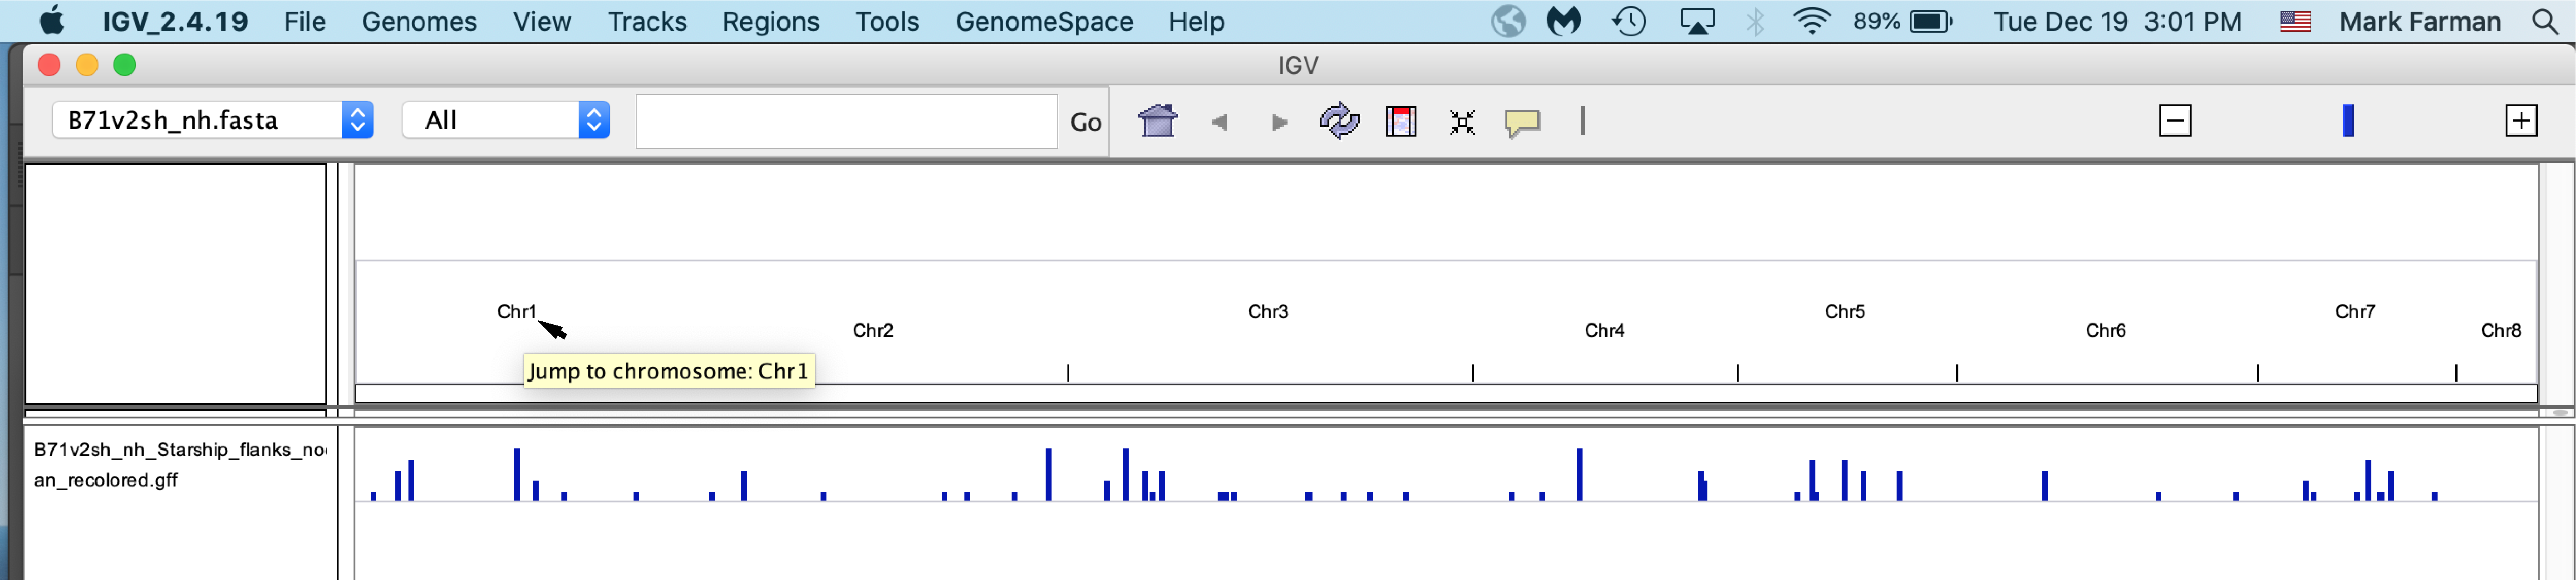 IGV_2.4.19 File Genomes View Tracks Regions Tools GenomeSpace Help 89% Tue Dec 19 3:01 PM Mark Farman
IGV
B71v2sh_nh.fasta All Go
Chr1 Chr3 Chr5 Chr7
Chr2 Chr4 Chr6 Chr8
Jump to chromosome: Chr1
B71v2sh_nh_Starship_flanks_no
an_recolored.gff